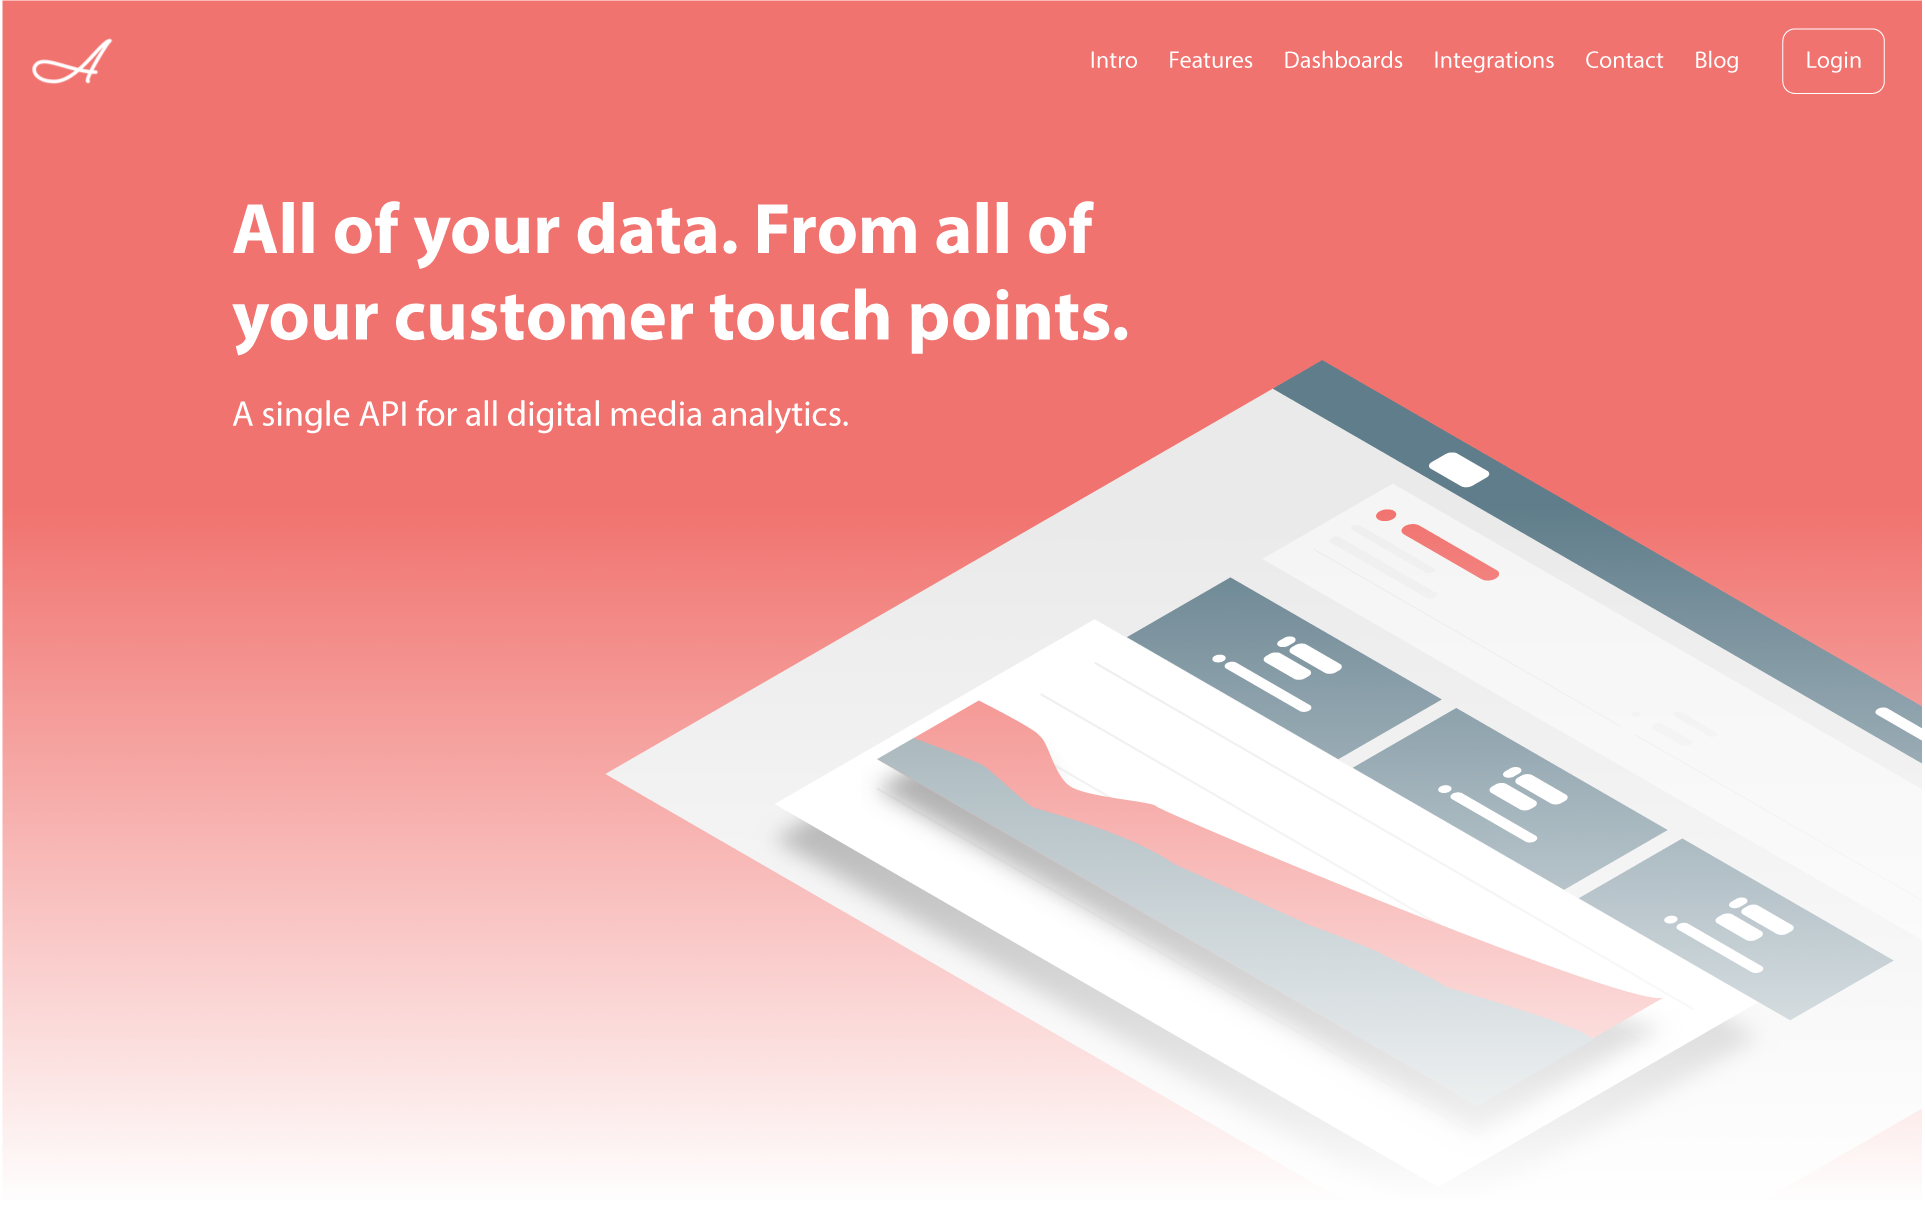 A
Intro Features Dashboards Integrations Contact Blog Login
All of your data. From all of
your customer touch points.
A single API for all digital media analytics.